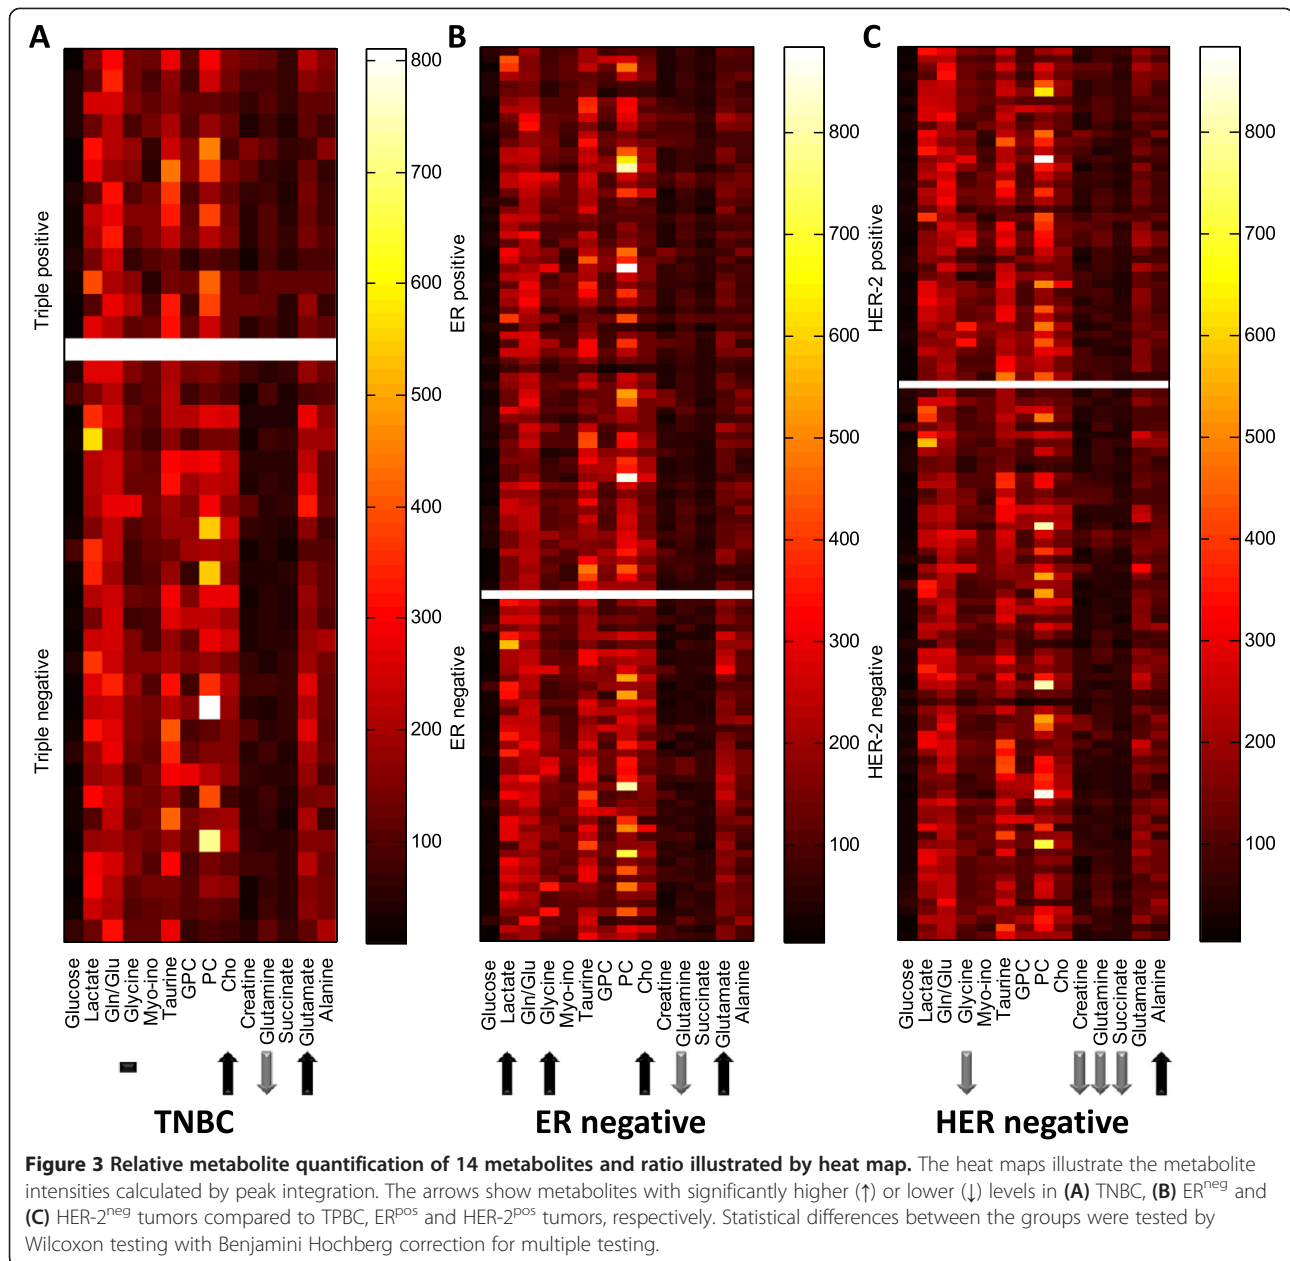 A
B
C
800
700
600
500
400
300
200
100
800
700
600
500
400
300
200
100
800
700
600
500
400
300
200
100
Triple positive
Triple negative
ER positive
ER negative
HER-2 positive
HER-2 negative
Glucose
Lactate
Gln/Glu
Glycine
Myo-ino
Taurine
GPC
PC
Cho
Creatine
Glutamine
Succinate
Glutamate
Alanine
Glucose
Lactate
Gln/Glu
Glycine
Myo-ino
Taurine
GPC
PC
Cho
Creatine
Glutamine
Succinate
Glutamate
Alanine
Glucose
Lactate
Gln/Glu
Glycine
Myo-ino
Taurine
GPC
PC
Cho
Creatine
Glutamine
Succinate
Glutamate
Alanine
TNBC
ER negative
HER negative
Figure 3 Relative metabolite quantification of 14 metabolites and ratio illustrated by heat map. The heat maps illustrate the metabolite
intensities calculated by peak integration. The arrows show metabolites with significantly higher (↑) or lower (↓) levels in (A) TNBC, (B) ER^neg and
(C) HER-2^neg tumors compared to TPBC, ER^pos and HER-2^pos tumors, respectively. Statistical differences between the groups were tested by
Wilcoxon testing with Benjamini Hochberg correction for multiple testing.